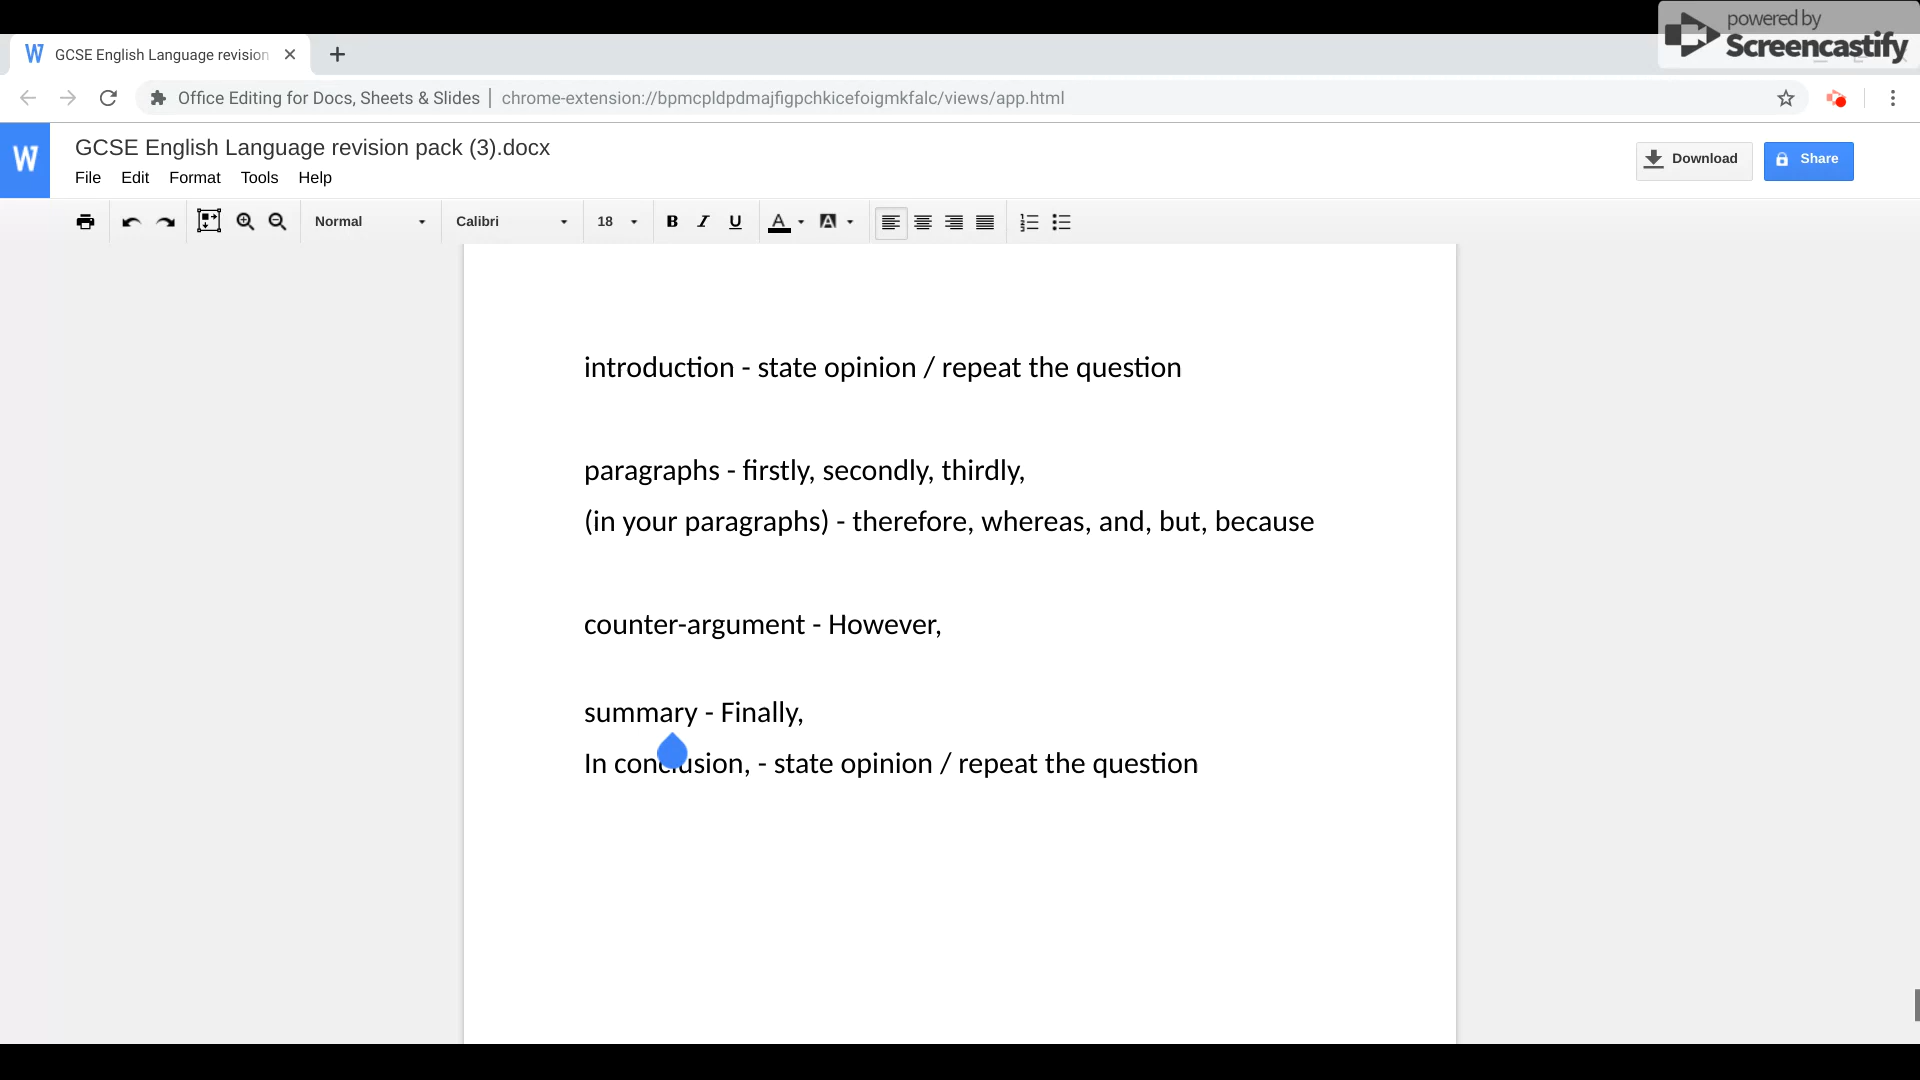 powered by
Screencastify
GCSE English Language revision
Office Editing for Docs, Sheets & Slides | chrome-extension://bpmcpldpdmajfigpchkicefoigmkfalc/views/app.html
W
GCSE English Language revision pack (3).docx
File Edit Format Tools Help
Download
Share
Normal Calibri 18 B I U A A
introduction - state opinion / repeat the question
paragraphs - firstly, secondly, thirdly,
(in your paragraphs) - therefore, whereas, and, but, because
counter-argument - However,
summary - Finally,
In conclusion, - state opinion / repeat the question